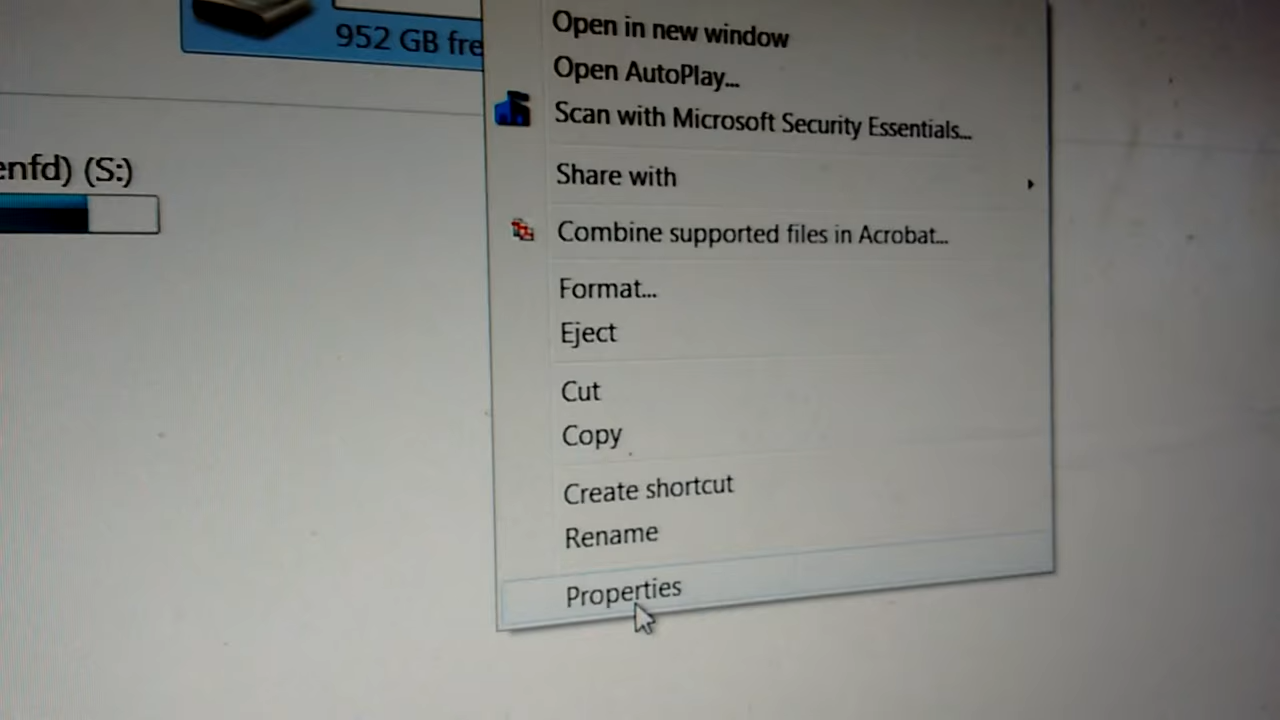 Open in new window
952 GB fre
Open AutoPlay...
Scan with Microsoft Security Essentials...
enfd) (S:)
Share with
Combine supported files in Acrobat...
Format...
Eject
Cut
Copy
Create shortcut
Rename
Properties